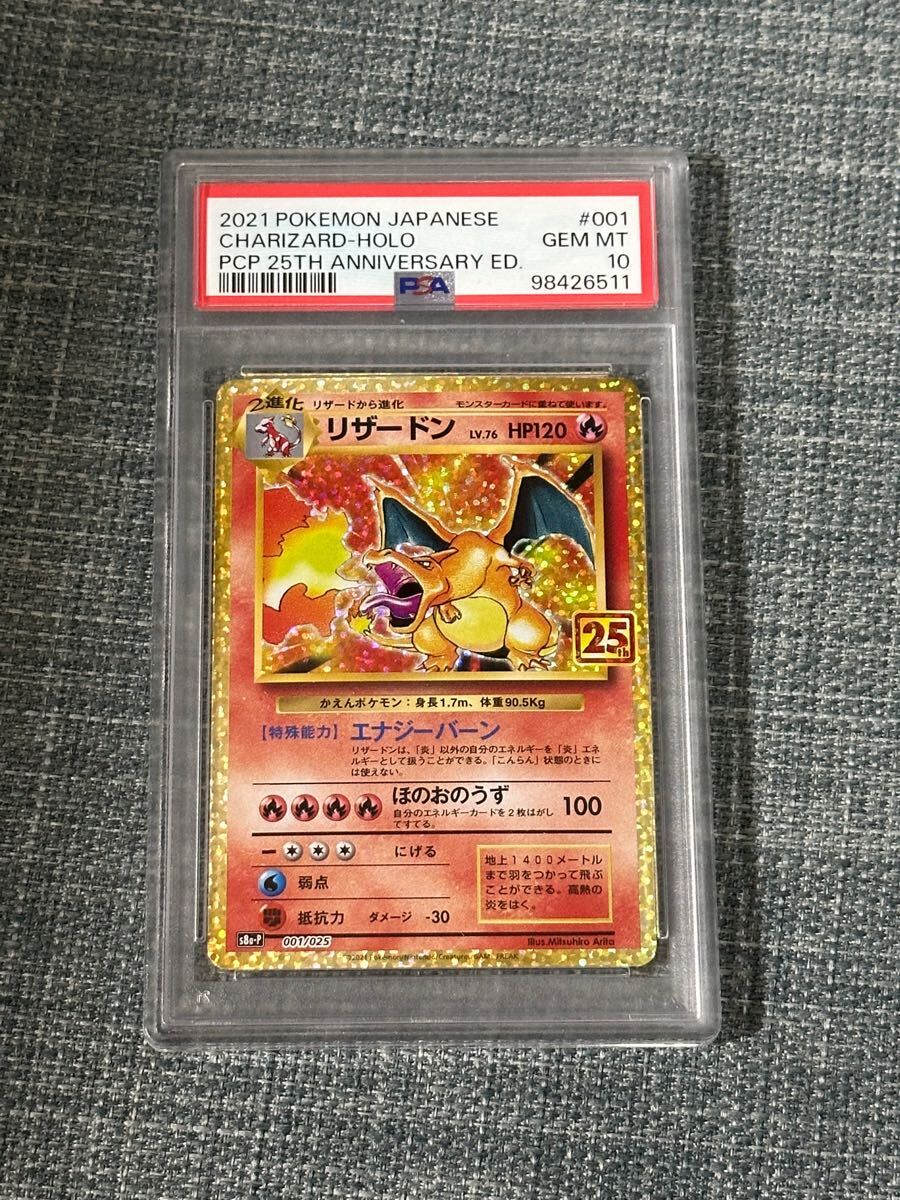 2021 POKEMON JAPANESE #001
CHARIZARD-HOLO GEM MT
PCP 25TH ANNIVERSARY ED. 10
PSA 98426511
2進化 リザードから進化 モンスターカードに重ねて使います。
リザードン LV.76 HP120
25th
かえんポケモン:身長1.7m、体重90.5Kg
【特殊能力】エナジーバーン
リザードンは、「炎」以外の自分のエネルギーを「炎」エネ
ルギーとして扱うことができる。「こんらん」状態のときに
は使えない。
ほのおのうず 100
自分のエネルギーカードを2枚はがし
てすてる。
ー にげる
弱点
抵抗力 ダメージ -30
地上1400メートル
まで羽をつかって飛ぶ
ことができる。高熱の
炎をはく。
s8a-P 001/025 Illus.Mitsuhiro Arita
©2021 Pokémon/Nintendo/Creatures/GAME FREAK